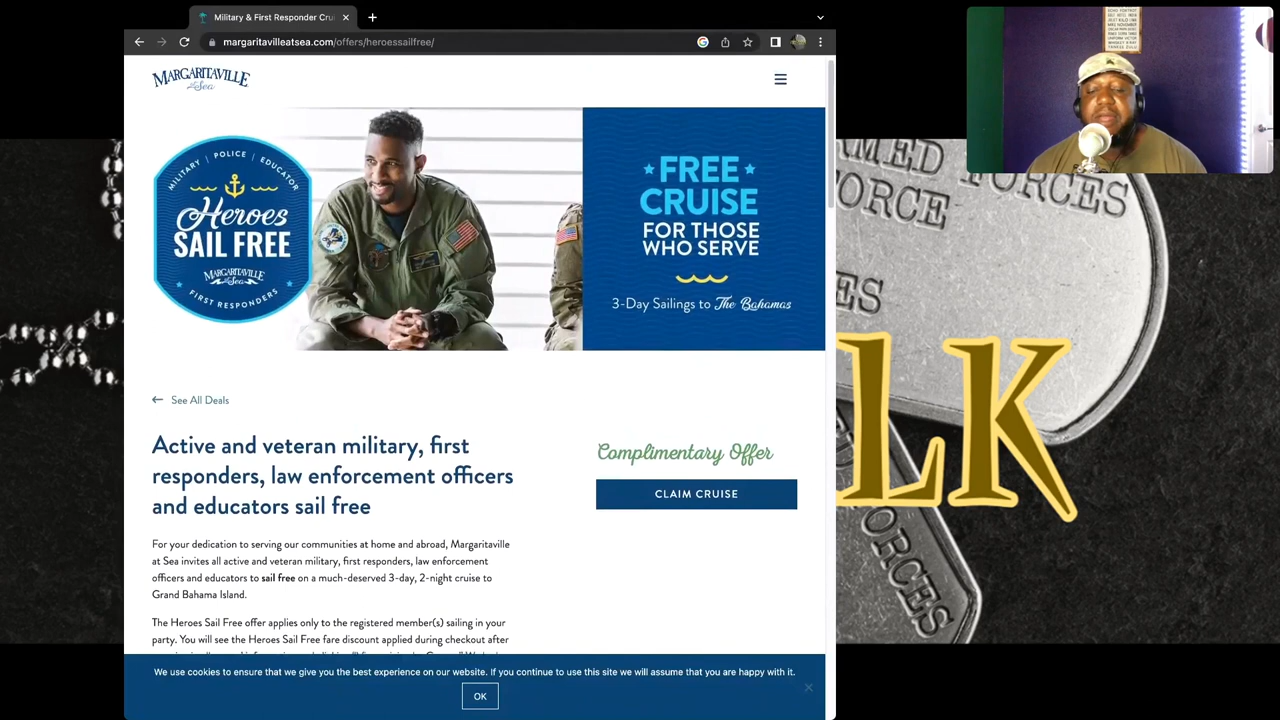 Military & First Responder Cru
margaritavilleatsea.com/offers/heroessailfree/
MARGARITAVILLE
at Sea
MILITARY | POLICE | EDUCATOR
Heroes
SAIL FREE
MARGARITAVILLE
at Sea
FIRST RESPONDERS
FREE
CRUISE
FOR THOSE
WHO SERVE
3-Day Sailings to The Bahamas
See All Deals
Active and veteran military, first
responders, law enforcement officers
and educators sail free
Complimentary Offer
CLAIM CRUISE
For your dedication to serving our communities at home and abroad, Margaritaville
at Sea invites all active and veteran military, first responders, law enforcement
officers and educators to sail free on a much-deserved 3-day, 2-night cruise to
Grand Bahama Island.
The Heroes Sail Free offer applies only to the registered member(s) sailing in your
party. You will see the Heroes Sail Free fare discount applied during checkout after
We use cookies to ensure that we give you the best experience on our website. If you continue to use this site we will assume that you are happy with it.
OK
ARMED FORCES
FORCE
CES
LK
FORCES